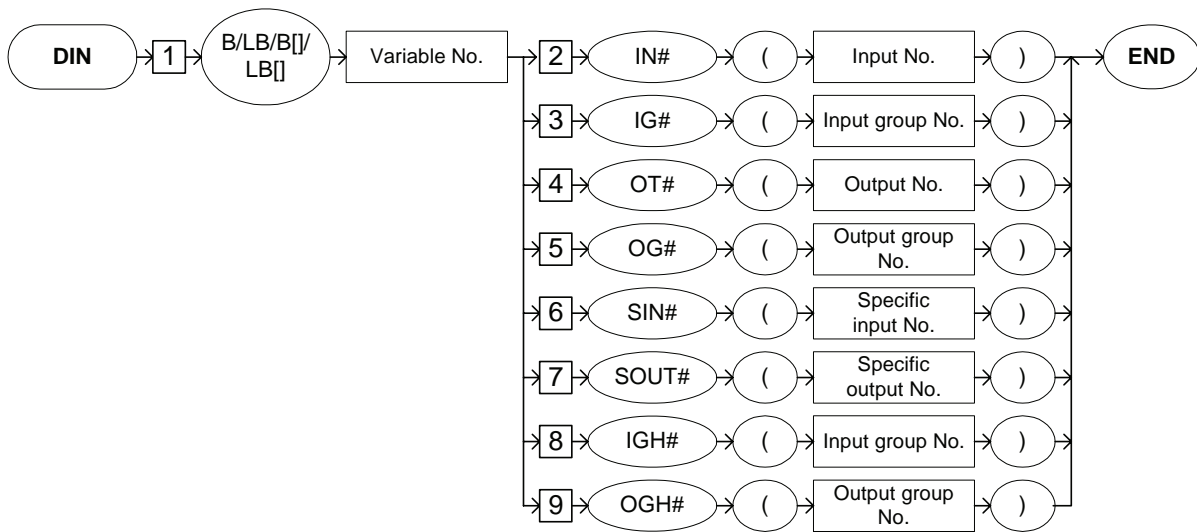 DIN 1 B/LB/B[]/
LB[] Variable No. 2 IN# ( Input No. ) END
3 IG# ( Input group No. )
4 OT# ( Output No. )
5 OG# ( Output group
No. )
6 SIN# ( Specific
input No. )
7 SOUT# ( Specific
output No. )
8 IGH# ( Input group No. )
9 OGH# ( Output group
No. )